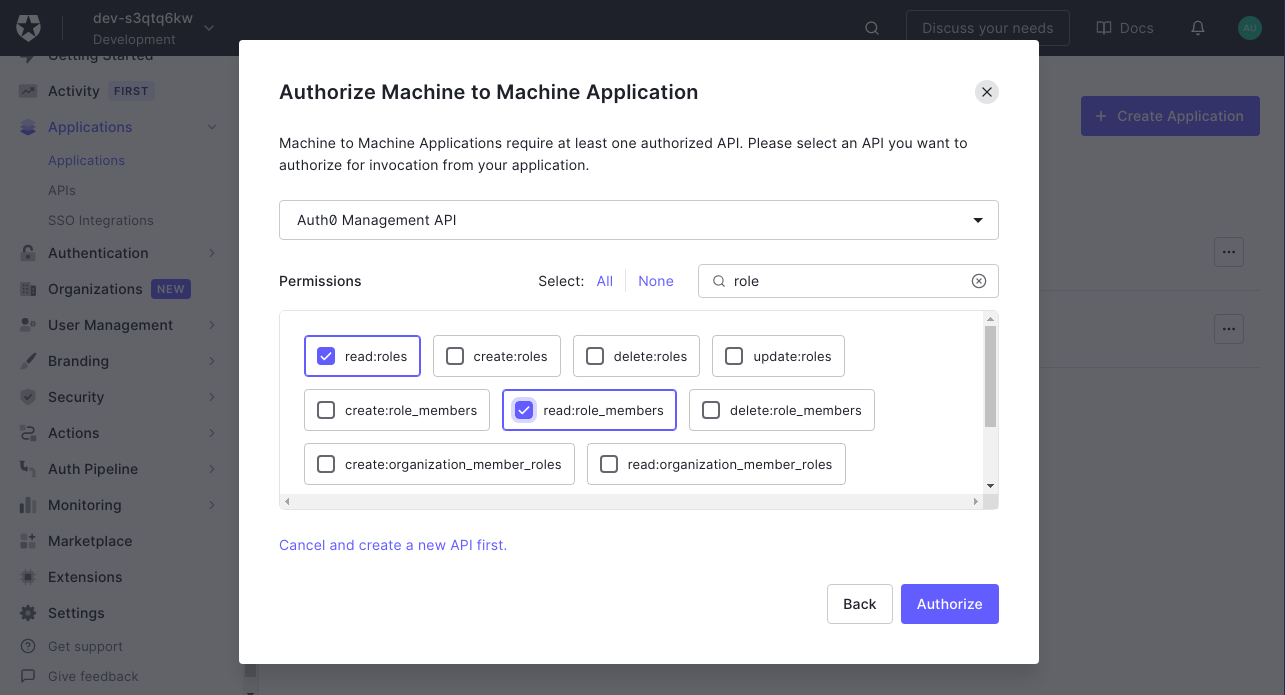 dev-s3qtq6kw
Development
Discuss your needs
Docs
AU
Getting Started
Activity FIRST
Applications
Applications
APIs
SSO Integrations
Authentication
Organizations NEW
User Management
Branding
Security
Actions
Auth Pipeline
Monitoring
Marketplace
Extensions
Settings
Get support
Give feedback
+ Create Application
Authorize Machine to Machine Application
Machine to Machine Applications require at least one authorized API. Please select an API you want to
authorize for invocation from your application.
Auth0 Management API
Permissions Select: All None role
read:roles create:roles delete:roles update:roles
create:role_members read:role_members delete:role_members
create:organization_member_roles read:organization_member_roles
Cancel and create a new API first.
Back Authorize